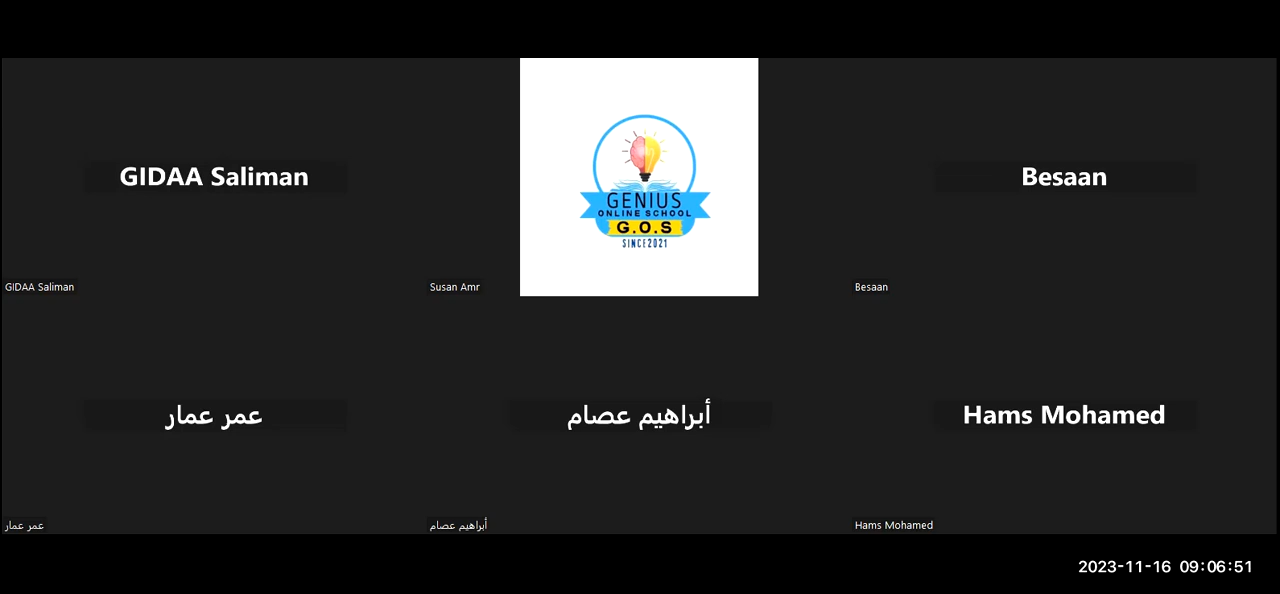 GIDAA Saliman
GENIUS
ONLINE SCHOOL
G.O.S
SINCE2021
Besaan
GIDAA Saliman
Susan Amr
Besaan
عمر عمار
أبراهيم عصام
Hams Mohamed
عمر عمار
أبراهيم عصام
Hams Mohamed
2023-11-16 09:06:51